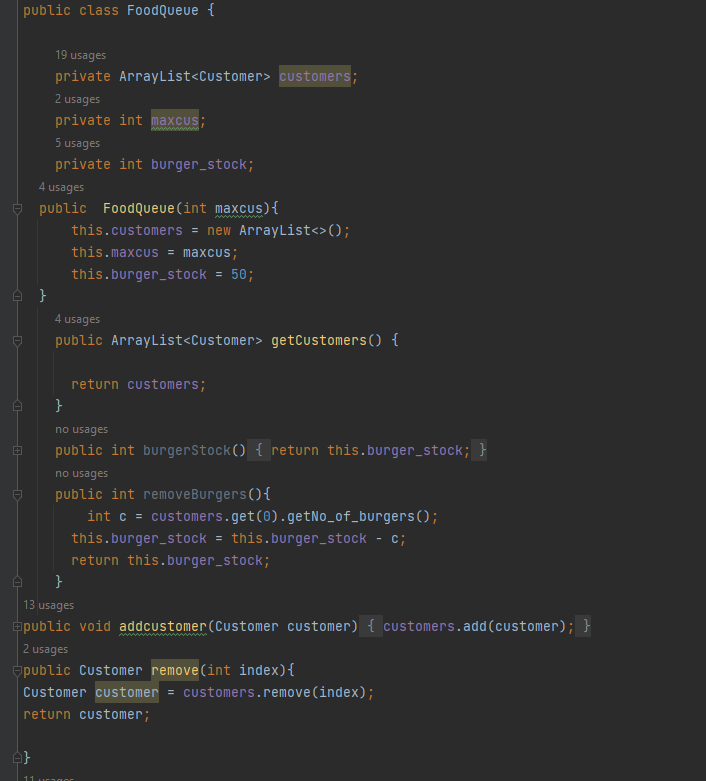 public class FoodQueue {
19 usages
private ArrayList<Customer> customers;
2 usages
private int maxcus;
5 usages
private int burger_stock;
4 usages
public  FoodQueue(int maxcus){
this.customers = new ArrayList<>();
this.maxcus = maxcus;
this.burger_stock = 50;
}
4 usages
public ArrayList<Customer> getCustomers() {
return customers;
}
no usages
public int burgerStock() { return this.burger_stock; }
no usages
public int removeBurgers(){
int c = customers.get(0).getNo_of_burgers();
this.burger_stock = this.burger_stock - c;
return this.burger_stock;
}
13 usages
public void addcustomer(Customer customer) { customers.add(customer); }
2 usages
public Customer remove(int index){
Customer customer = customers.remove(index);
return customer;
}
11 usages